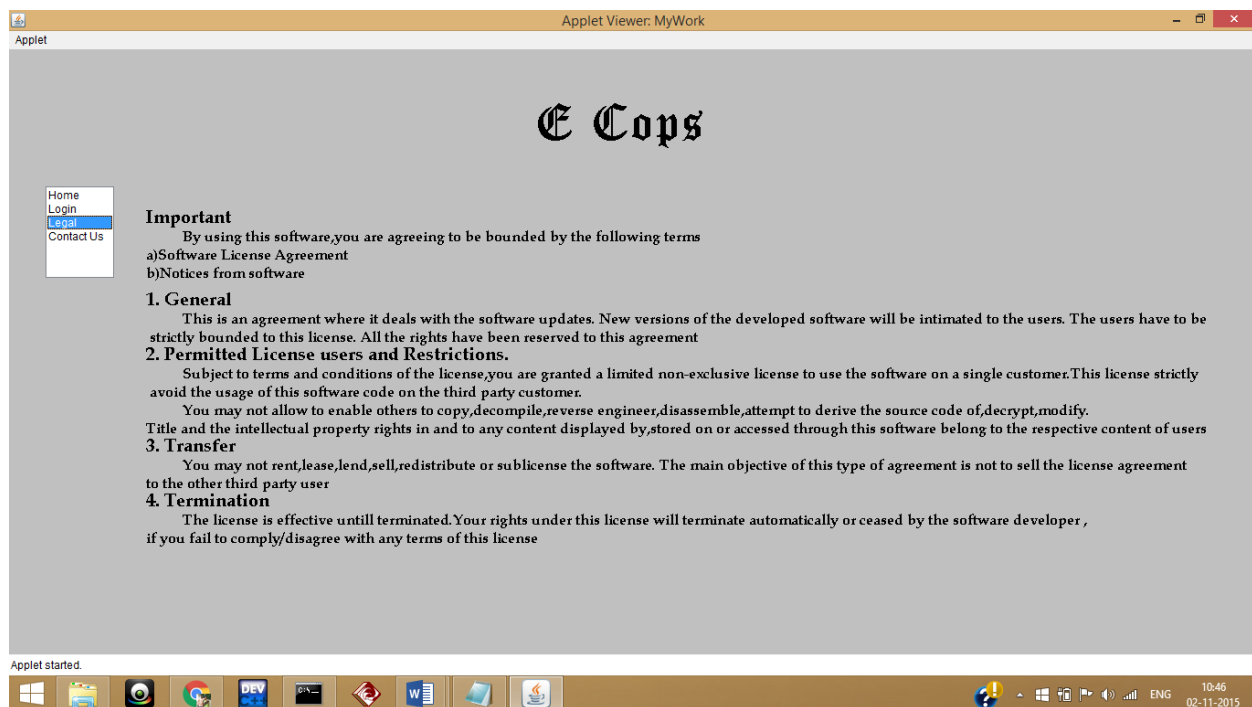 Applet Viewer: MyWork
Applet
E Cops
Home
Login
Legal
Contact Us
Important
By using this software,you are agreeing to be bounded by the following terms
a)Software License Agreement
b)Notices from software
1. General
This is an agreement where it deals with the software updates. New versions of the developed software will be intimated to the users. The users have to be
strictly bounded to this license. All the rights have been reserved to this agreement
2. Permitted License users and Restrictions.
Subject to terms and conditions of the license,you are granted a limited non-exclusive license to use the software on a single customer.This license strictly
avoid the usage of this software code on the third party customer.
You may not allow to enable others to copy,decompile,reverse engineer,disassemble,attempt to derive the source code of,decrypt,modify.
Title and the intellectual property rights in and to any content displayed by,stored on or accessed through this software belong to the respective content of users
3. Transfer
You may not rent,lease,lend,sell,redistribute or sublicense the software. The main objective of this type of agreement is not to sell the license agreement
to the other third party user
4. Termination
The license is effective untill terminated.Your rights under this license will terminate automatically or ceased by the software developer ,
if you fail to comply/disagree with any terms of this license
Applet started.
DEV
C:\_
W
ENG
10:46
02-11-2015